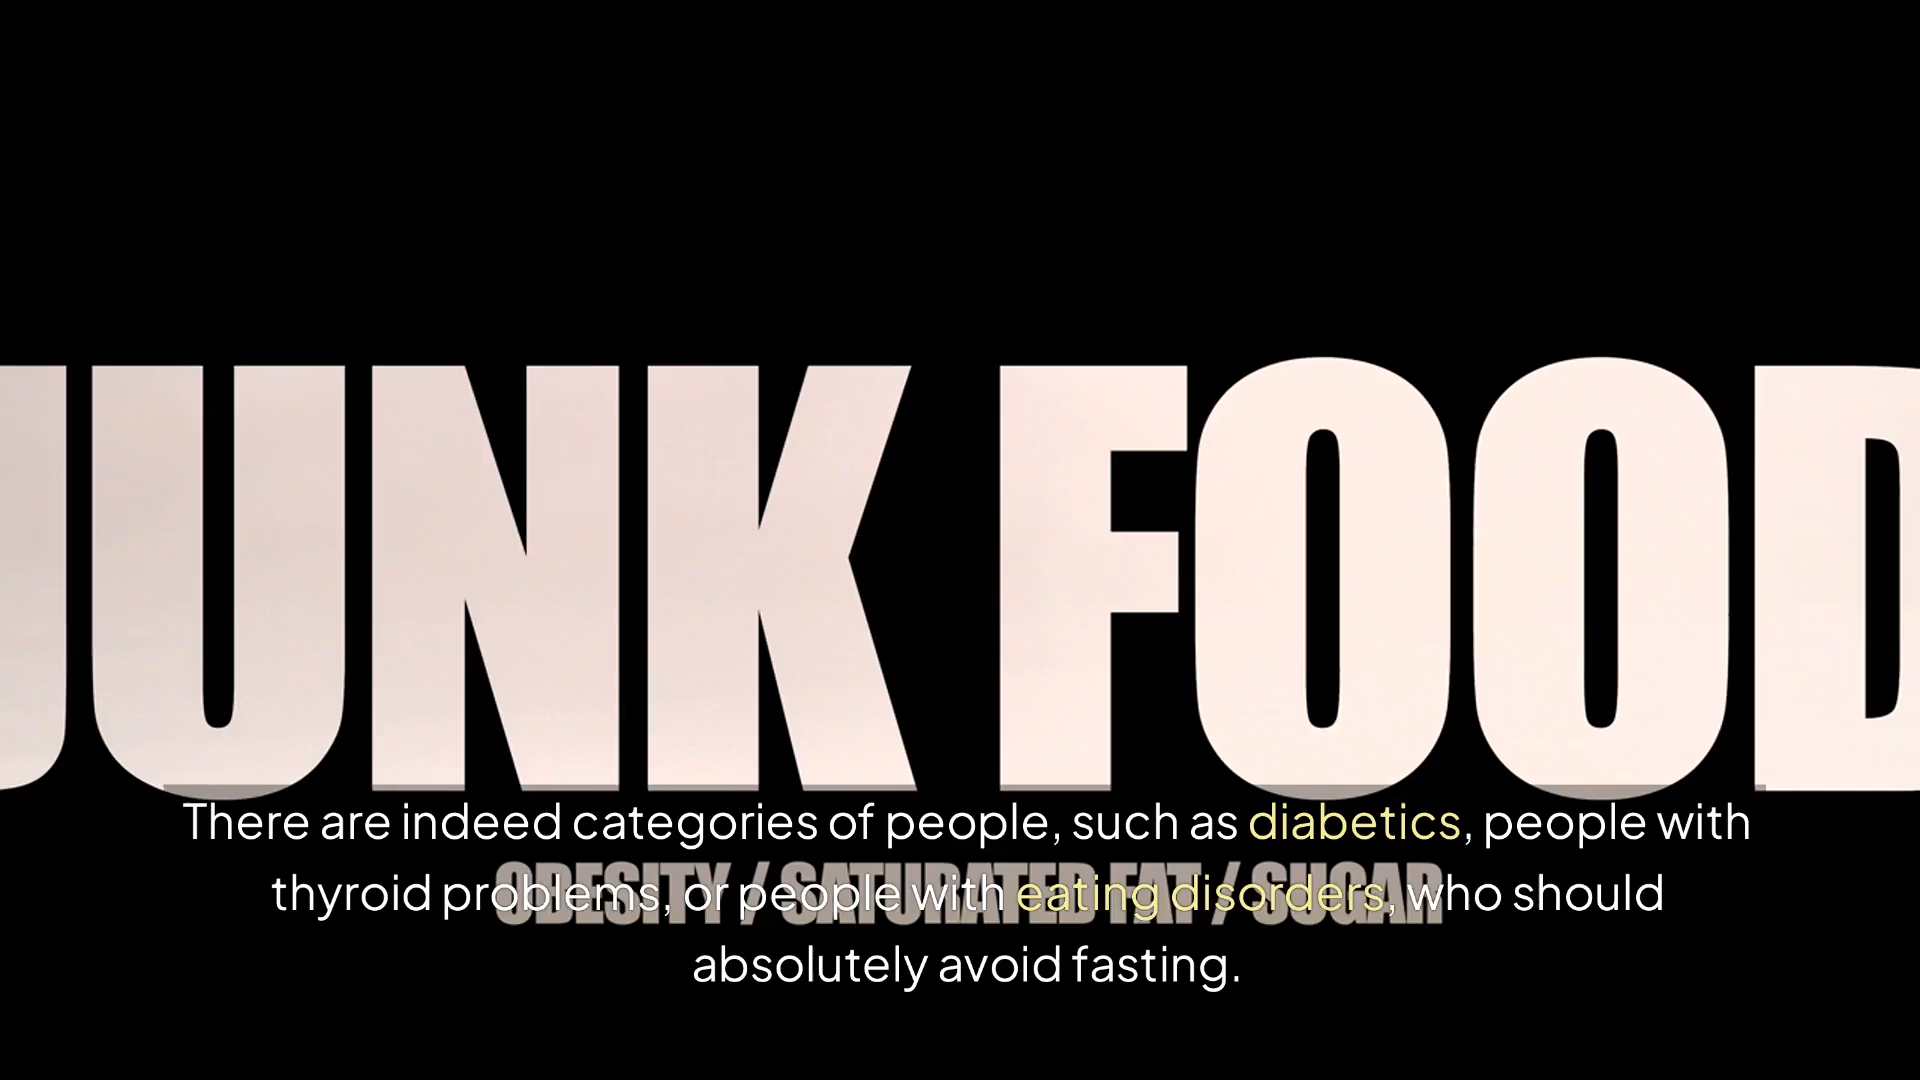 JUNK FOOD
There are indeed categories of people, such as diabetics, people with
OBESITY / SATURATED FAT / SUGAR
thyroid problems, or people with eating disorders, who should
absolutely avoid fasting.